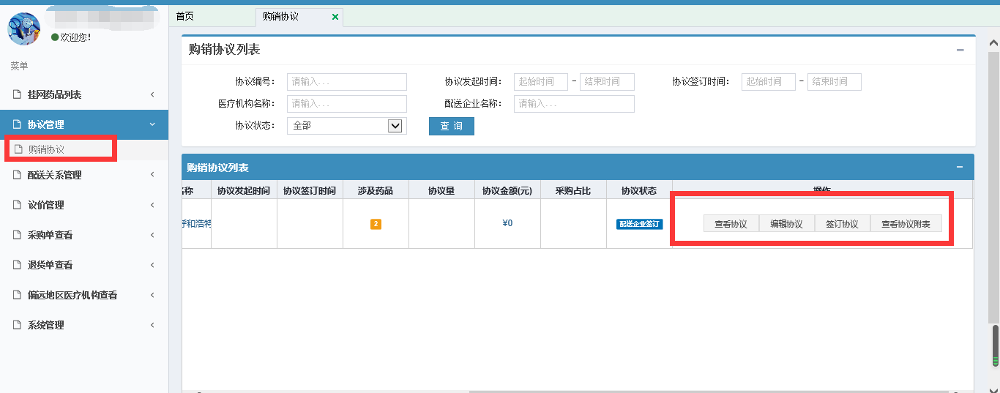 欢迎您!
首页
购销协议
菜单
挂网药品列表
协议管理
购销协议
配送关系管理
议价管理
采购单查看
退货单查看
偏远地区医疗机构查看
系统管理
购销协议列表
协议编号: 请输入... 协议发起时间: 起始时间 - 结束时间 协议签订时间: 起始时间 - 结束时间
医疗机构名称: 请输入... 配送企业名称: 请输入...
协议状态: 全部 查 询
购销协议列表
名称 协议发起时间 协议签订时间 涉及药品 协议量 协议金额(元) 采购占比 协议状态 操作
呼和浩特 2 ¥0 配送企业签订 查看协议 编辑协议 签订协议 查看协议附表